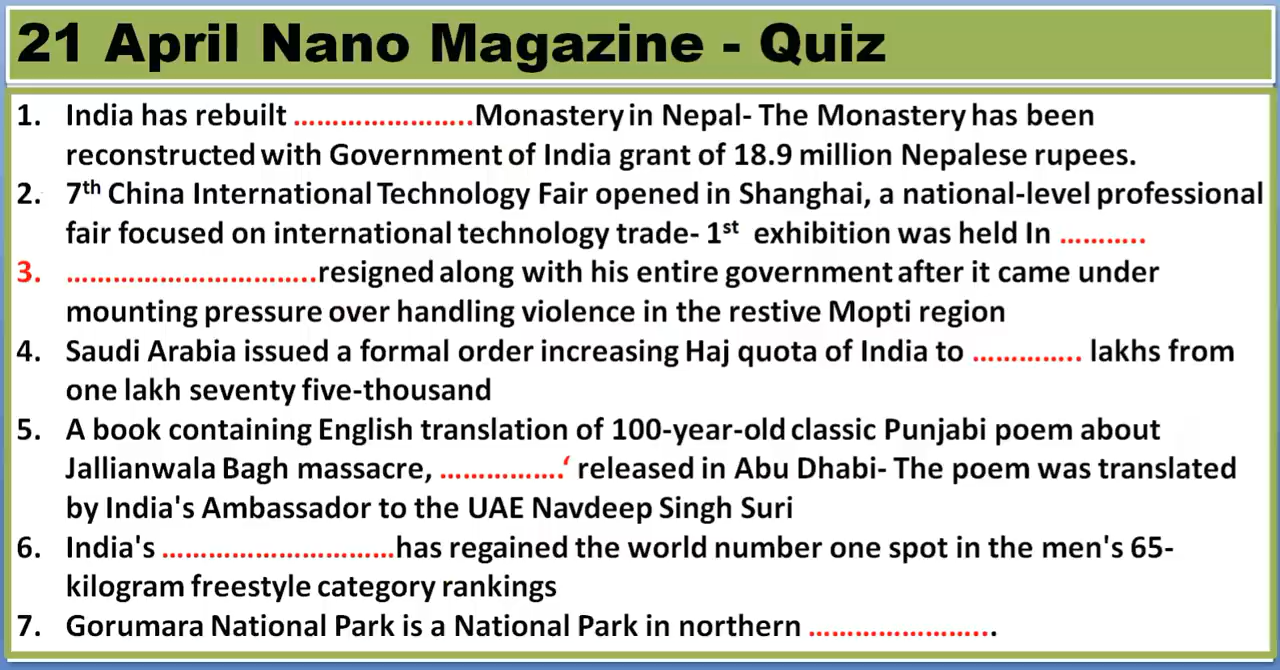 21 April Nano Magazine - Quiz
1. India has rebuilt …………………..Monastery in Nepal- The Monastery has been
reconstructed with Government of India grant of 18.9 million Nepalese rupees.
2. 7th China International Technology Fair opened in Shanghai, a national-level professional
fair focused on international technology trade- 1st exhibition was held In ………..
3. …………………………..resigned along with his entire government after it came under
mounting pressure over handling violence in the restive Mopti region
4. Saudi Arabia issued a formal order increasing Haj quota of India to ………….. lakhs from
one lakh seventy five-thousand
5. A book containing English translation of 100-year-old classic Punjabi poem about
Jallianwala Bagh massacre, …………….‘ released in Abu Dhabi- The poem was translated
by India's Ambassador to the UAE Navdeep Singh Suri
6. India's …………………………has regained the world number one spot in the men's 65-
kilogram freestyle category rankings
7. Gorumara National Park is a National Park in northern …………………...